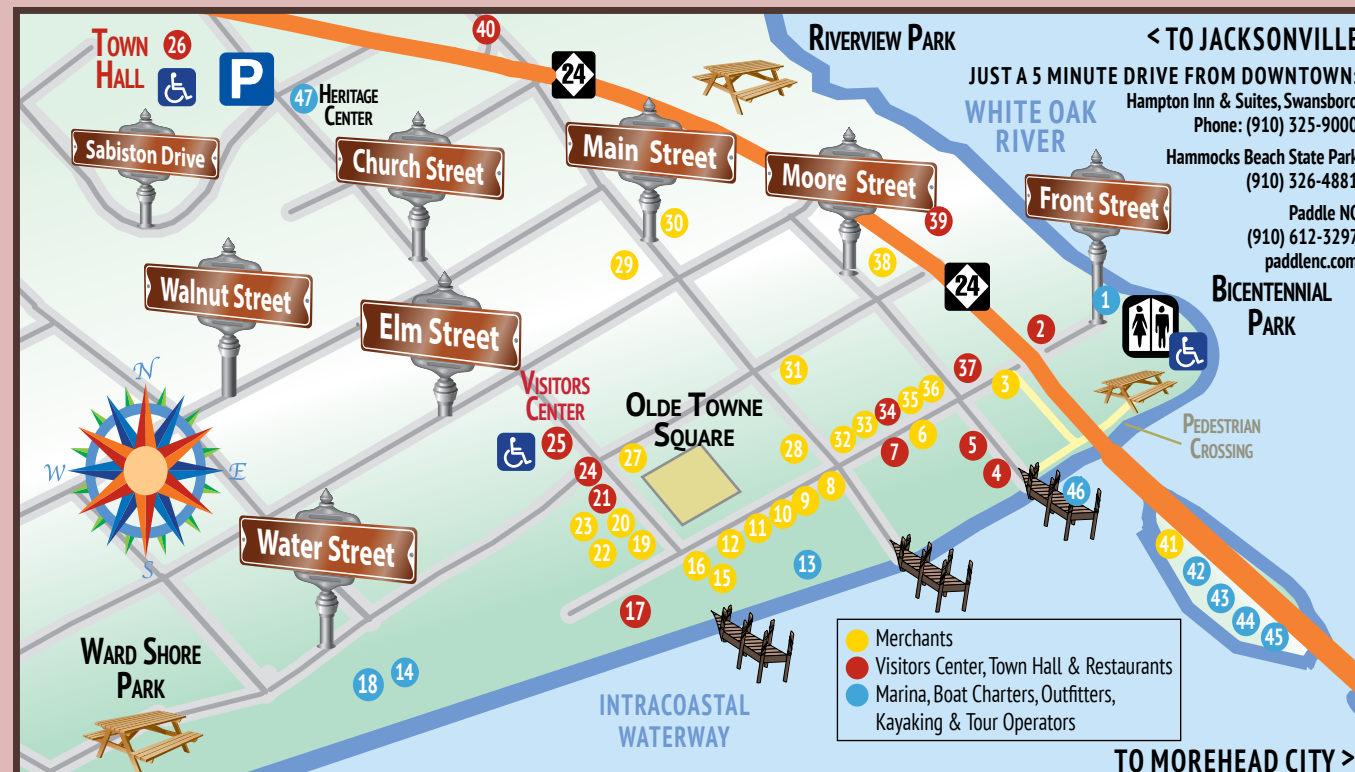 TOWN
HALL
26
P
47
HERITAGE
CENTER
40
24
RIVERVIEW PARK
< TO JACKSONVILLE
JUST A 5 MINUTE DRIVE FROM DOWNTOWN:
Hampton Inn & Suites, Swansboro
Phone: (910) 325-9000
Hammocks Beach State Park
(910) 326-4881
Paddle NC
(910) 612-3297
paddlenc.com
WHITE OAK
RIVER
Sabiston Drive
Church Street
Main Street
Moore Street
Front Street
39
30
29
38
24
1
BICENTENNIAL
PARK
Walnut Street
Elm Street
2
37
3
31
36
35
34
33
32
6
7
5
4
PEDESTRIAN
CROSSING
VISITORS
CENTER
25
OLDE TOWNE
SQUARE
27
28
24
21
20
23
22
19
8
9
10
11
12
16
15
13
46
N
W
E
S
Water Street
17
41
42
43
44
45
WARD SHORE
PARK
18
14
INTRACOASTAL
WATERWAY
Merchants
Visitors Center, Town Hall & Restaurants
Marina, Boat Charters, Outfitters,
Kayaking & Tour Operators
TO MOREHEAD CITY >